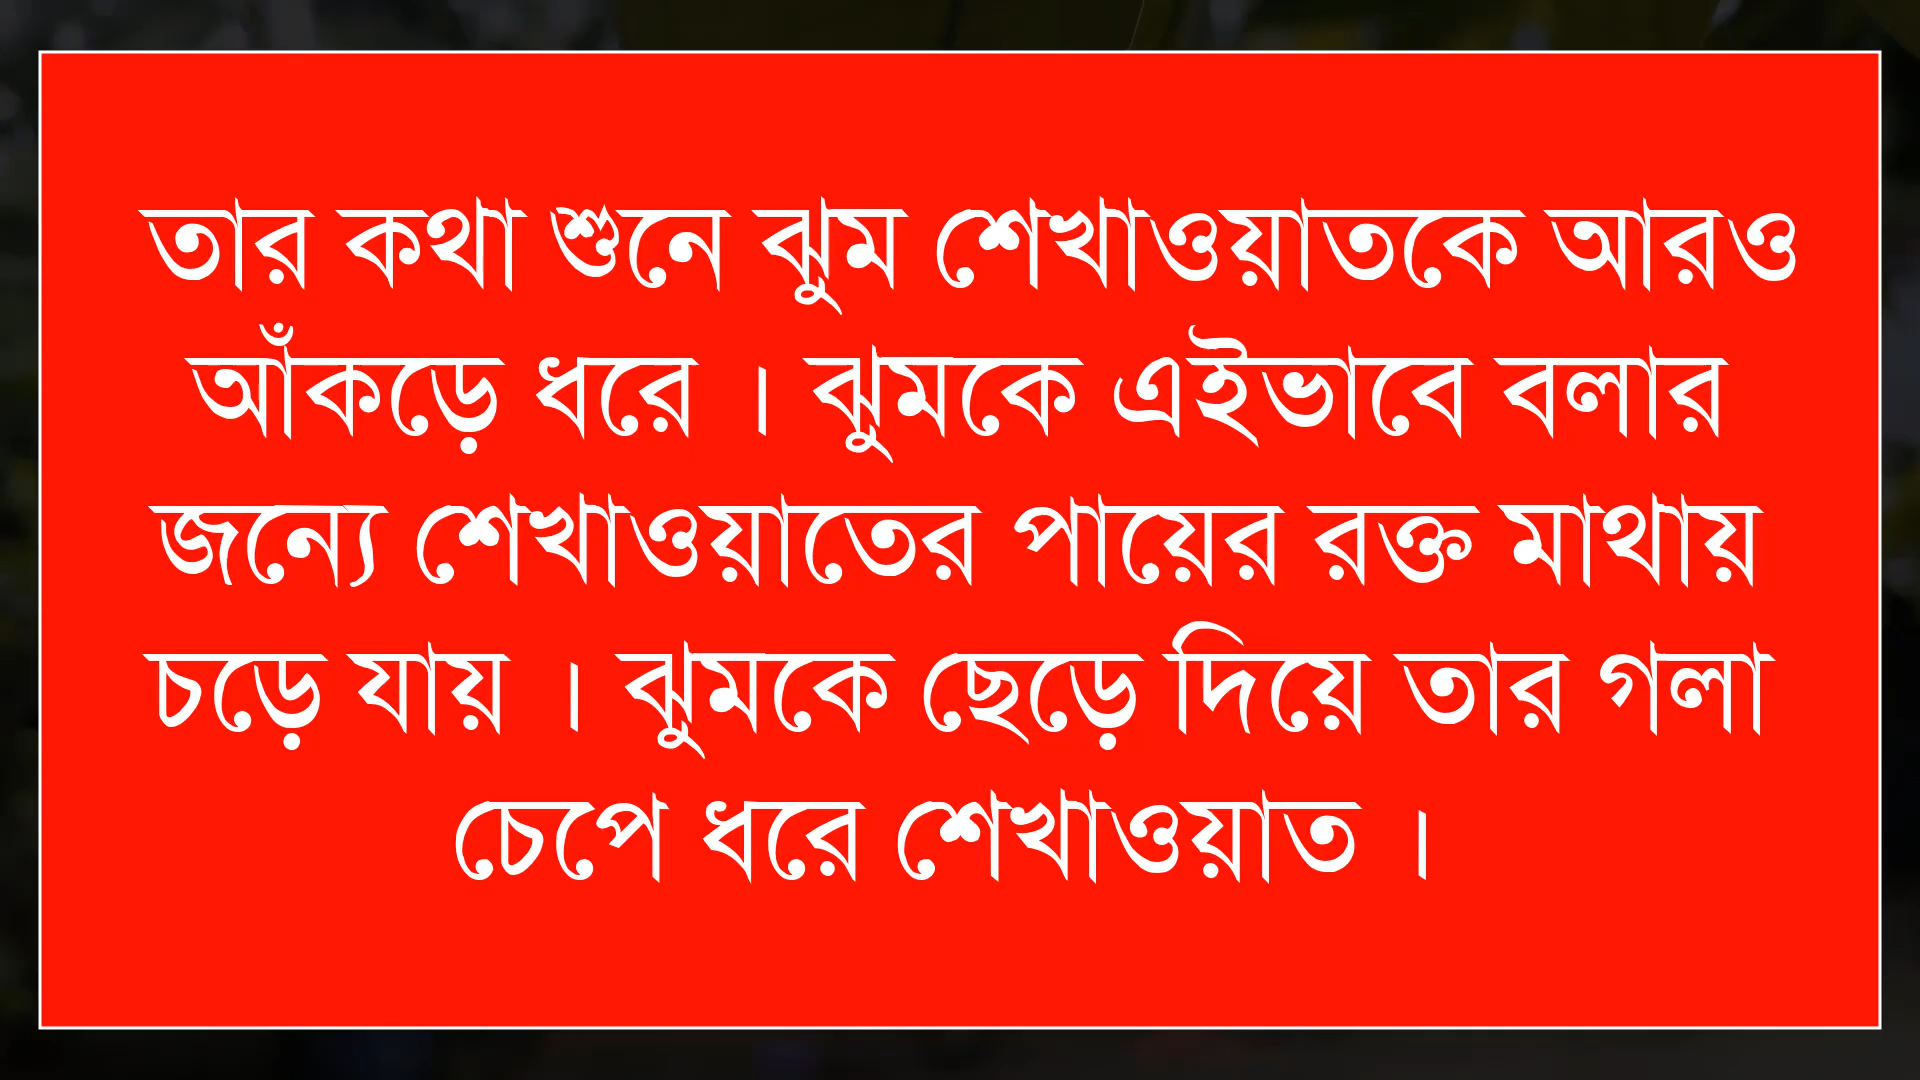 তার কথা শুনে ঝুম শেখাওয়াতকে আরও
আঁকড়ে ধরে । ঝুমকে এইভাবে বলার
জন্যে শেখাওয়াতের পায়ের রক্ত মাথায়
চড়ে যায় । ঝুমকে ছেড়ে দিয়ে তার গলা
চেপে ধরে শেখাওয়াত ।